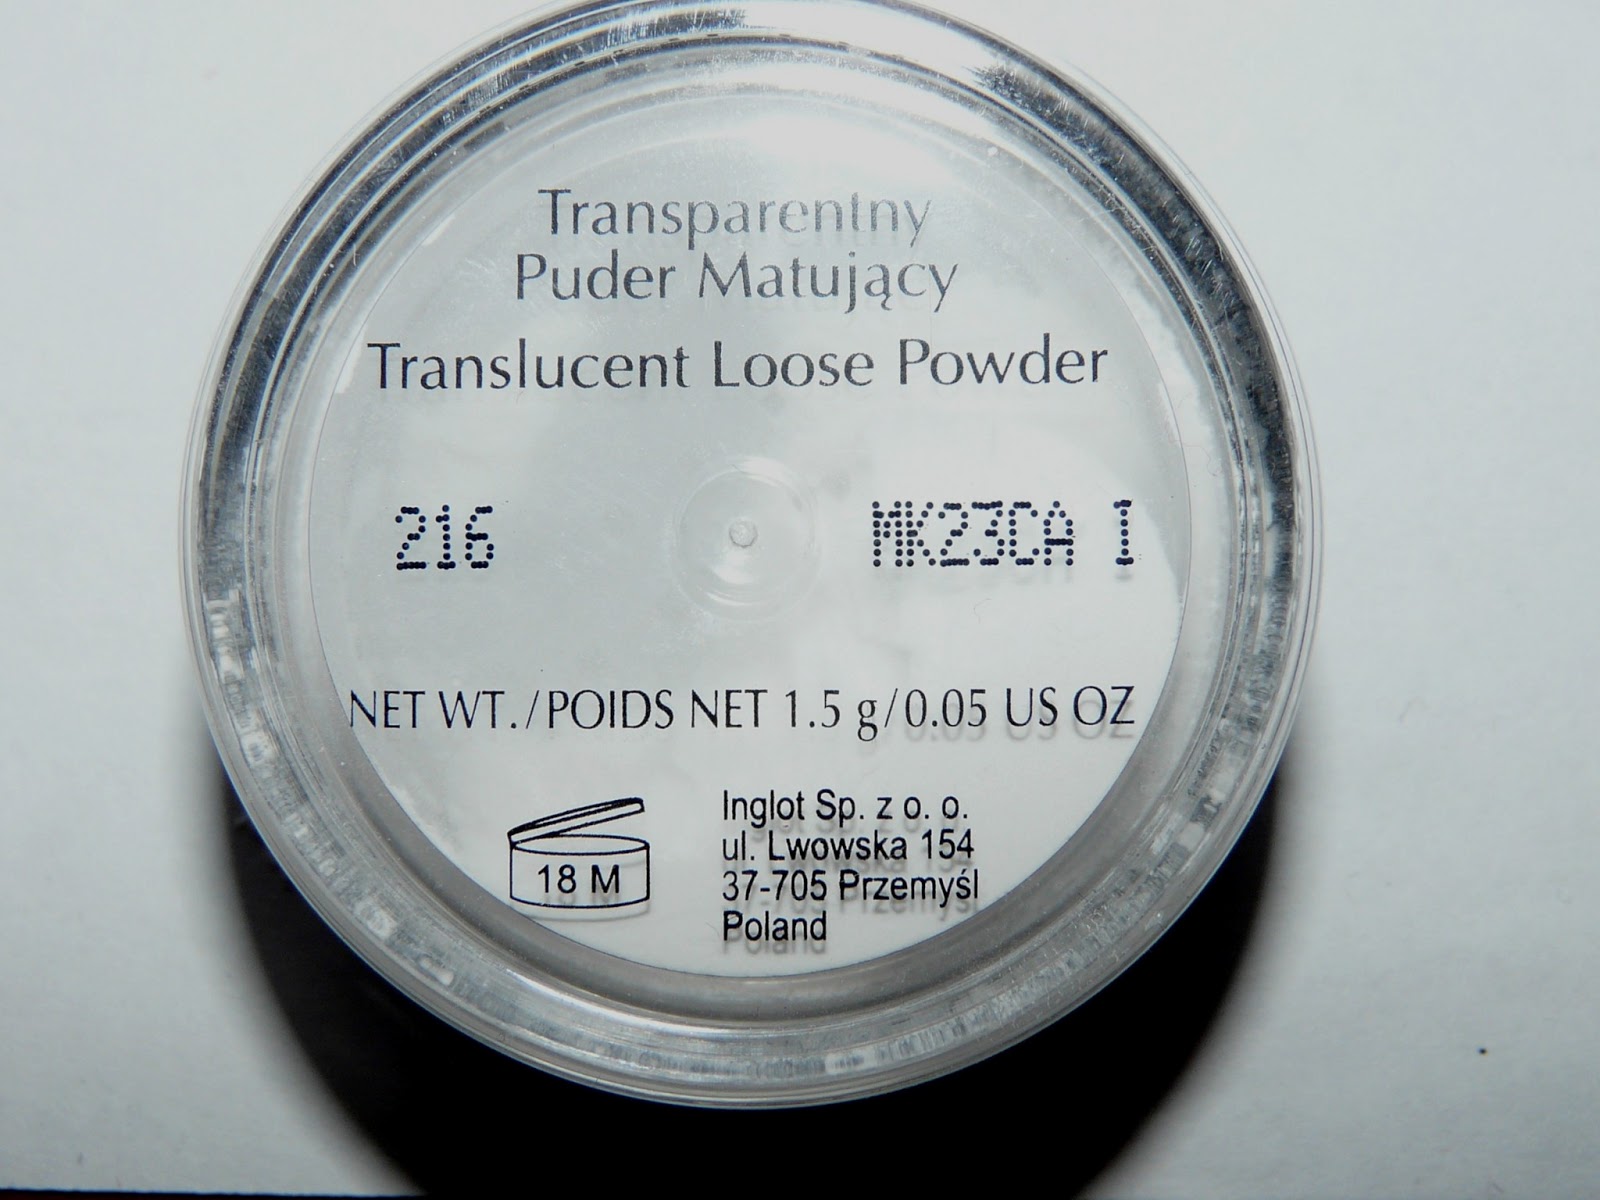 Transparentny
Puder Matujący
Translucent Loose Powder
216 MK23CA I
NET WT./POIDS NET 1.5 g/0.05 US OZ
18 M
Inglot Sp. z o. o.
ul. Lwowska 154
37-705 Przemyśl
Poland